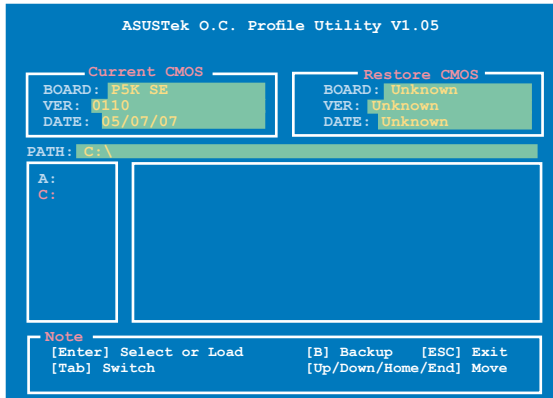 ASUSTek O.C. Profile Utility V1.05
Current CMOS
BOARD: P5K SE
VER: 0110
DATE: 05/07/07
Restore CMOS
BOARD: Unknown
VER: Unknown
DATE: Unknown
PATH: C:\
A:
C:
Note
[Enter] Select or Load [B] Backup [ESC] Exit
[Tab] Switch [Up/Down/Home/End] Move